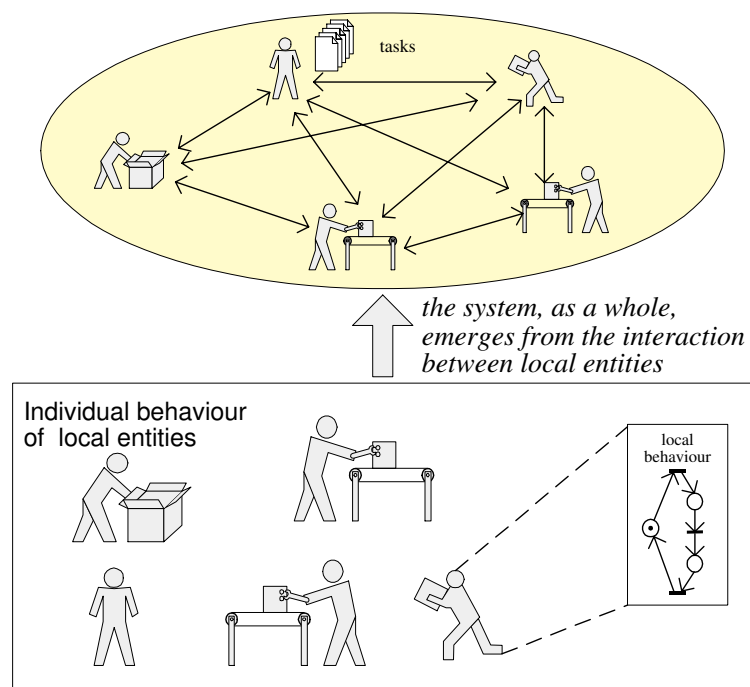 tasks
the system, as a whole,
emerges from the interaction
between local entities
Individual behaviour
of local entities
local
behaviour